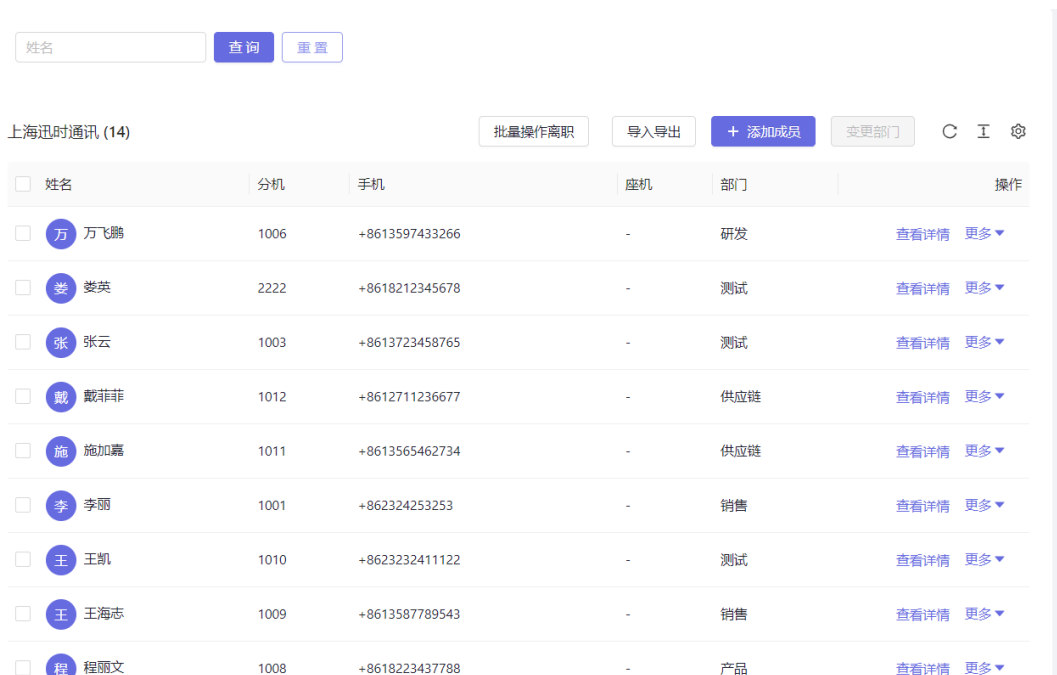 姓名 查询 重置
上海迅时通讯 (14) 批量操作离职 导入导出 + 添加成员 变更部门
姓名 分机 手机 座机 部门 操作
万 万飞鹏 1006 +8613597433266 - 研发 查看详情 更多
娄 娄英 2222 +8618212345678 - 测试 查看详情 更多
张 张云 1003 +8613723458765 - 测试 查看详情 更多
戴 戴菲菲 1012 +8612711236677 - 供应链 查看详情 更多
施 施加嘉 1011 +8613565462734 - 供应链 查看详情 更多
李 李丽 1001 +862324253253 - 销售 查看详情 更多
王 王凯 1010 +8623232411122 - 测试 查看详情 更多
王 王海志 1009 +8613587789543 - 销售 查看详情 更多
程 程丽文 1008 +8618223437788 - 产品 查看详情 更多